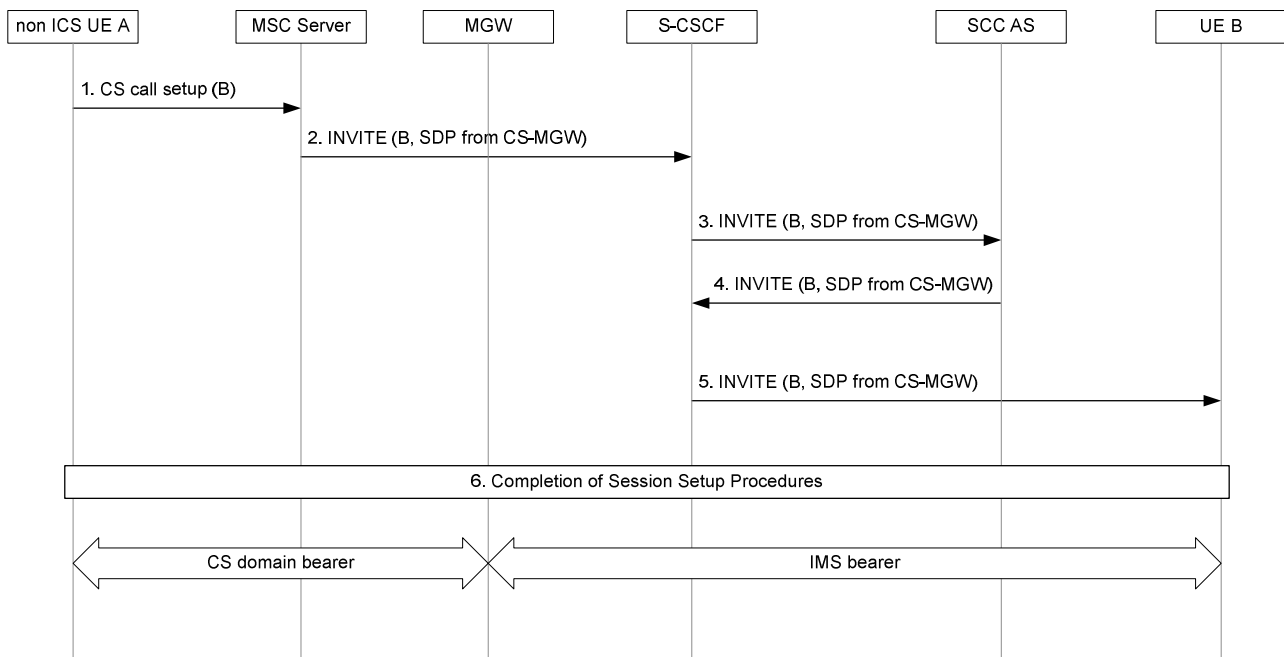 non ICS UE A
MSC Server
MGW
S-CSCF
SCC AS
UE B
1. CS call setup (B)
2. INVITE (B, SDP from CS-MGW)
3. INVITE (B, SDP from CS-MGW)
4. INVITE (B, SDP from CS-MGW)
5. INVITE (B, SDP from CS-MGW)
6. Completion of Session Setup Procedures
CS domain bearer
IMS bearer